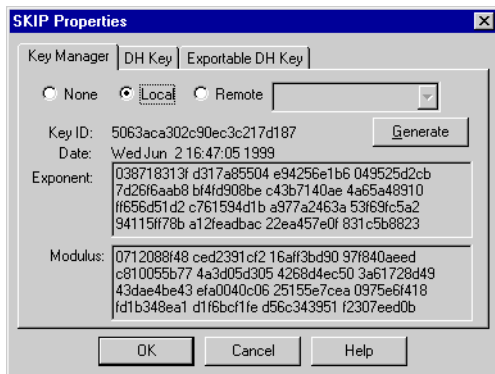 SKIP Properties
Key Manager DH Key Exportable DH Key
None Local Remote
Key ID: 5063aca302c90ec3c217d187 Generate
Date: Wed Jun 2 16:47:05 1999
Exponent: 038718313f d317a85504 e94256e1b6 049525d2cb
7d26f6aab8 bf4fd908be c43b7140ae 4a65a48910
ff656d51d2 c761594d1b a977a2463a 53f69fc5a2
94115ff78b a12feadbac 22ea457e0f 831c5b8823
Modulus: 0712088f48 ced2391cf2 16aff3bd90 97f840aeed
c810055b77 4a3d05d305 4268d4ec50 3a61728d49
43dae4be43 efa0040c06 25155e7cea 0975e6f418
fd1b348ea1 d1f6bcf1fe d56c343951 f2307eed0b
OK Cancel Help